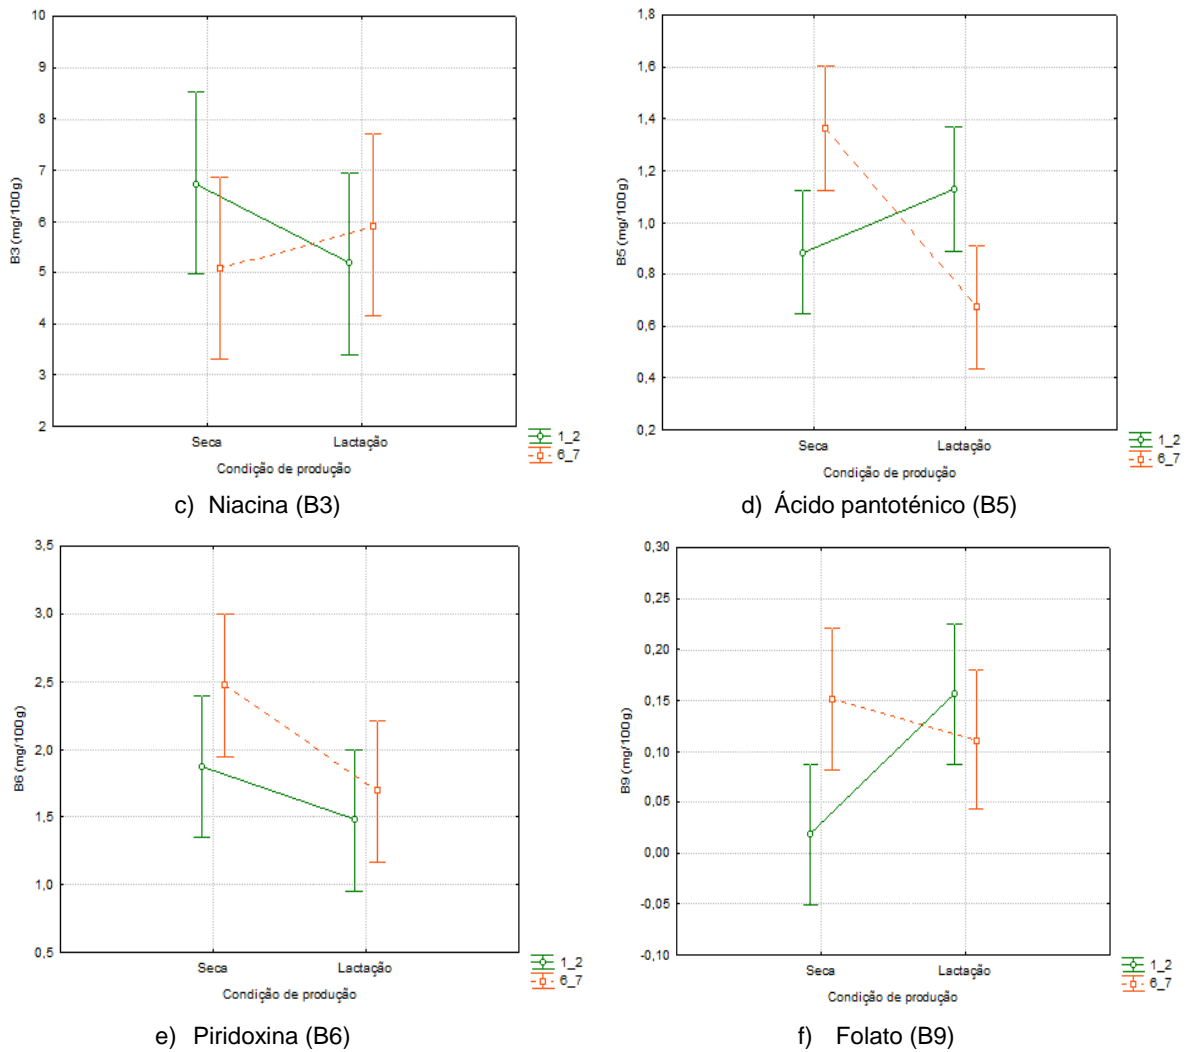 10
9
8
7
6
5
4
3
2
B3 (mg/100g)
Seca
Lactação
Condição de produção
1_2
6_7
c) Niacina (B3)
1,8
1,6
1,4
1,2
1,0
0,8
0,6
0,4
0,2
B5 (mg/100g)
Seca
Lactação
Condição de produção
1_2
6_7
d) Ácido pantoténico (B5)
3,5
3,0
2,5
2,0
1,5
1,0
0,5
B6 (mg/100g)
Seca
Lactação
Condição de produção
1_2
6_7
e) Piridoxina (B6)
0,30
0,25
0,20
0,15
0,10
0,05
0,00
-0,05
-0,10
B9 (mg/100g)
Seca
Lactação
Condição de produção
1_2
6_7
f) Folato (B9)